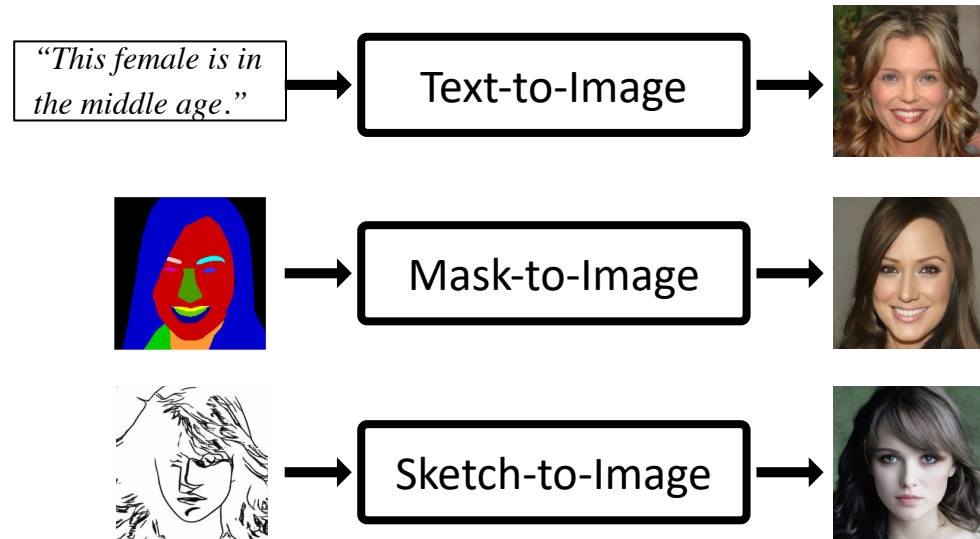 “This female is in
the middle age.”
Text-to-Image
Mask-to-Image
Sketch-to-Image